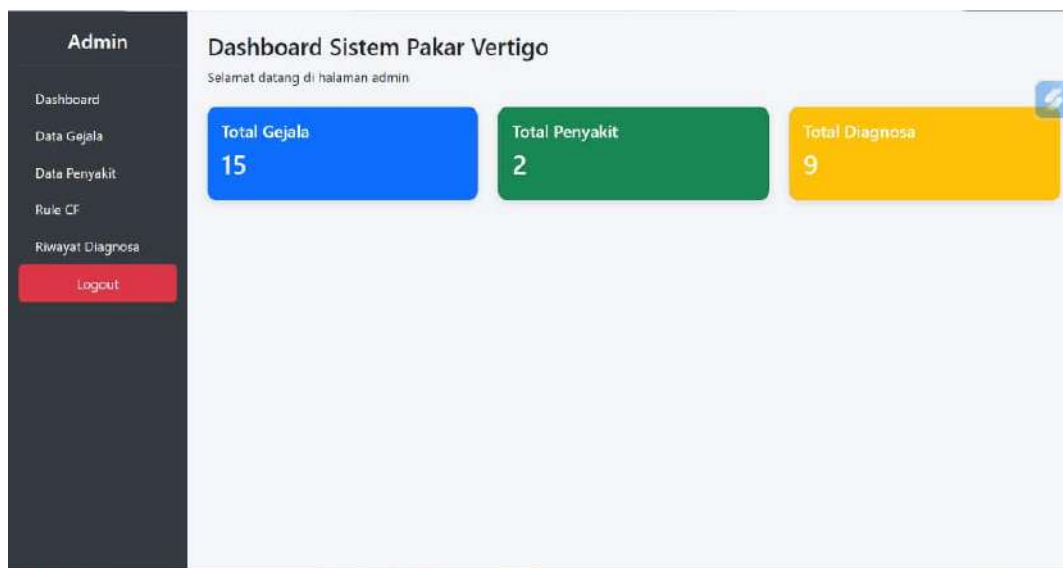 Admin
Dashboard
Data Gejala
Data Penyakit
Rule CF
Riwayat Diagnosa
Logout
Dashboard Sistem Pakar Vertigo
Selamat datang di halaman admin
Total Gejala
15
Total Penyakit
2
Total Diagnosa
9